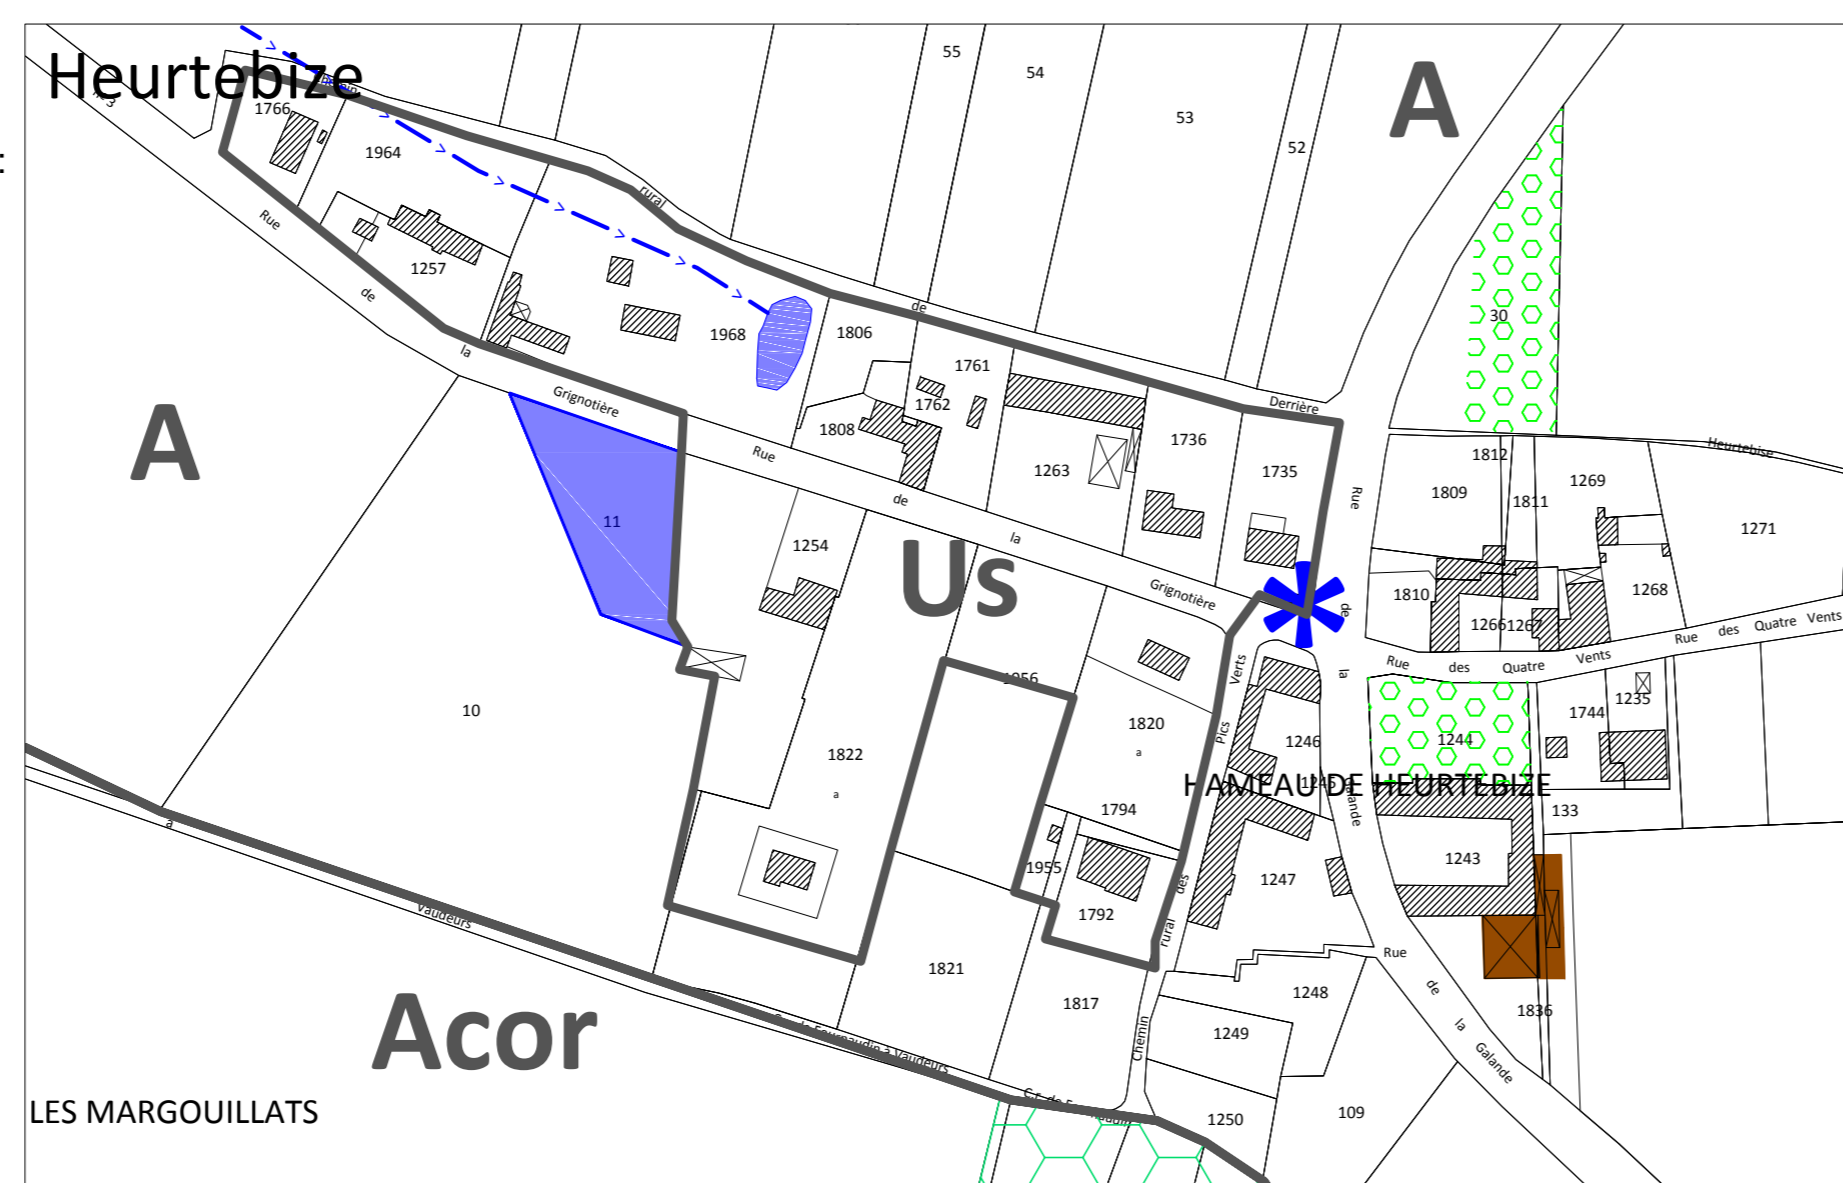 Heurtebize
55
54
A
53
52
1766
1964
rural
Rue
1257
de
de
30
la
1968
1806
1761
1762
Grignotière
Derrière
1808
Rue
1263
1736
1735
A
de
Rue
1812
Heurtebise
1809
1811
1269
1271
11
la
1254
Us
Grignotière
de
1810
1266
1267
1268
Rue des Quatre Vents
Rue des Quatre Vents
Verts
la
10
1956
1820
a
Pics
1246
1244
1744
1235
1822
a
1245
HAMEAU DE HEURTEBIZE
Galande
1794
133
a
1955
1243
Vaudeurs
1792
des
1247
rural
1821
Rue
1817
1248
de
1836
Acor
Chemin
1249
la
Galande
LES MARGOUILLATS
1250
109